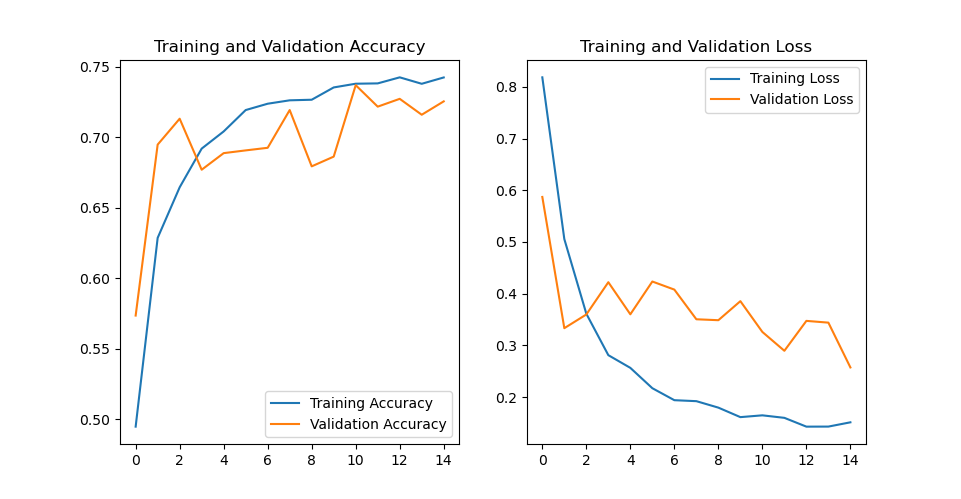 Training and Validation Accuracy
0.75
0.70
0.65
0.60
0.55
0.50
Training Accuracy
Validation Accuracy
0 2 4 6 8 10 12 14
Training and Validation Loss
0.8
0.7
0.6
0.5
0.4
0.3
0.2
Training Loss
Validation Loss
0 2 4 6 8 10 12 14